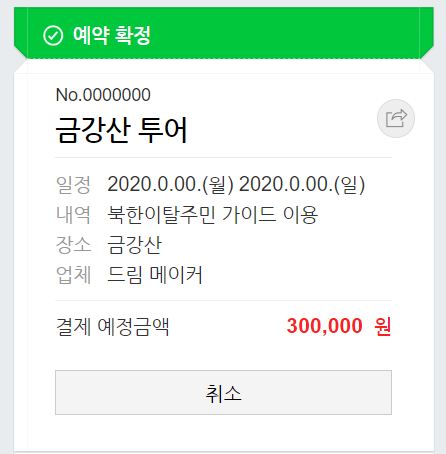 예약 확정
No.0000000
금강산 투어
일정 2020.0.00.(월) 2020.0.00.(일)
내역 북한이탈주민 가이드 이용
장소 금강산
업체 드림 메이커
결제 예정금액 300,000 원
취소